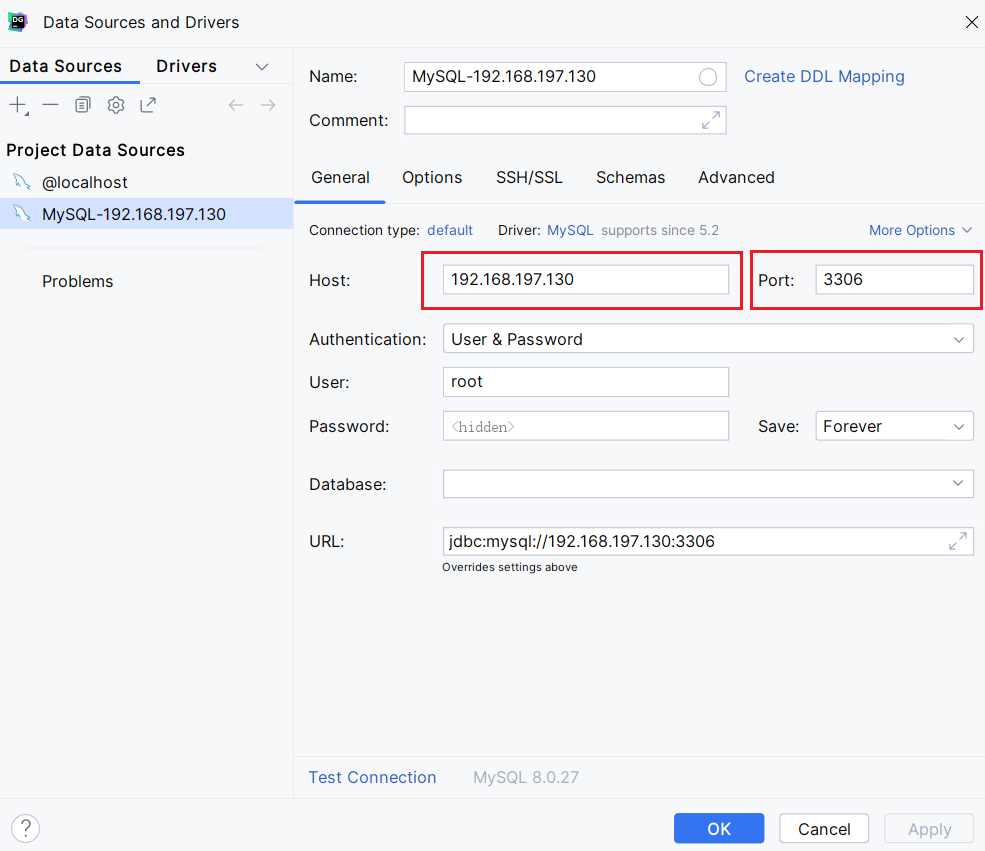 DG
Data Sources and Drivers
Data Sources
Drivers
Project Data Sources
@localhost
MySQL-192.168.197.130
Problems
Name:
MySQL-192.168.197.130
Create DDL Mapping
Comment:
General
Options
SSH/SSL
Schemas
Advanced
Connection type: default
Driver: MySQL supports since 5.2
More Options
Host:
192.168.197.130
Port:
3306
Authentication:
User & Password
User:
root
Password:
<hidden>
Save:
Forever
Database:
URL:
jdbc:mysql://192.168.197.130:3306
Overrides settings above
Test Connection
MySQL 8.0.27
?
OK
Cancel
Apply